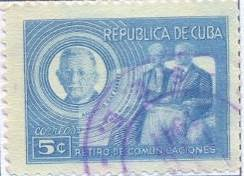 REPUBLICA DE CUBA
correos
5¢
RETIRO DE COMUNICACIONES